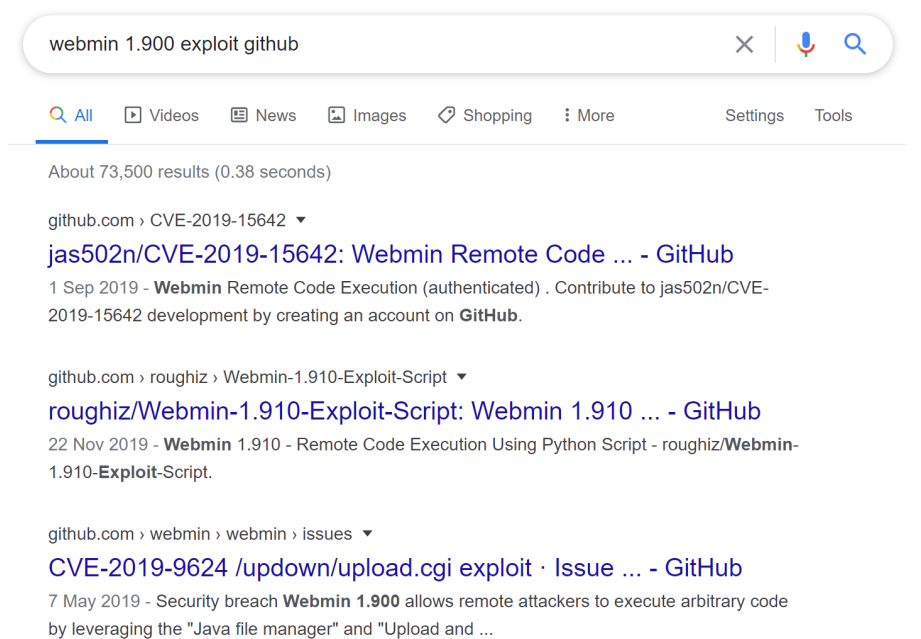 webmin 1.900 exploit github
All Videos News Images Shopping More Settings Tools
About 73,500 results (0.38 seconds)
github.com › CVE-2019-15642
jas502n/CVE-2019-15642: Webmin Remote Code ... - GitHub
1 Sep 2019 - Webmin Remote Code Execution (authenticated) . Contribute to jas502n/CVE-
2019-15642 development by creating an account on GitHub.
github.com › roughiz › Webmin-1.910-Exploit-Script
roughiz/Webmin-1.910-Exploit-Script: Webmin 1.910 ... - GitHub
22 Nov 2019 - Webmin 1.910 - Remote Code Execution Using Python Script - roughiz/Webmin-
1.910-Exploit-Script.
github.com › webmin › webmin › issues
CVE-2019-9624 /updown/upload.cgi exploit · Issue ... - GitHub
7 May 2019 - Security breach Webmin 1.900 allows remote attackers to execute arbitrary code
by leveraging the "Java file manager" and "Upload and ...